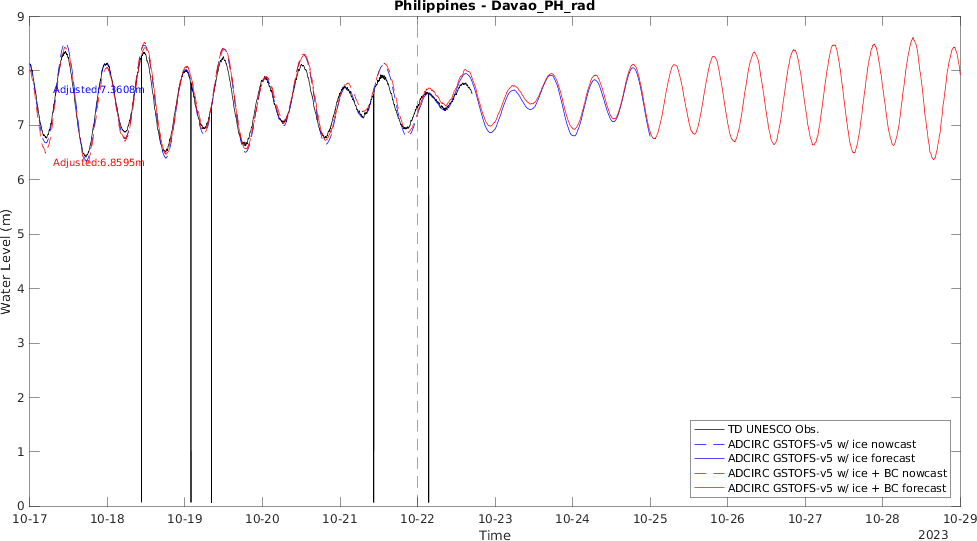 Philippines - Davao_PH_rad
9
8
7
6
5
4
3
2
1
0
Water Level (m)
Adjusted:7.3608m
Adjusted:6.8595m
TD UNESCO Obs.
ADCIRC GSTOFS-v5 w/ ice nowcast
ADCIRC GSTOFS-v5 w/ ice forecast
ADCIRC GSTOFS-v5 w/ ice + BC nowcast
ADCIRC GSTOFS-v5 w/ ice + BC forecast
10-17 10-18 10-19 10-20 10-21 10-22 10-23 10-24 10-25 10-26 10-27 10-28 10-29
Time
2023